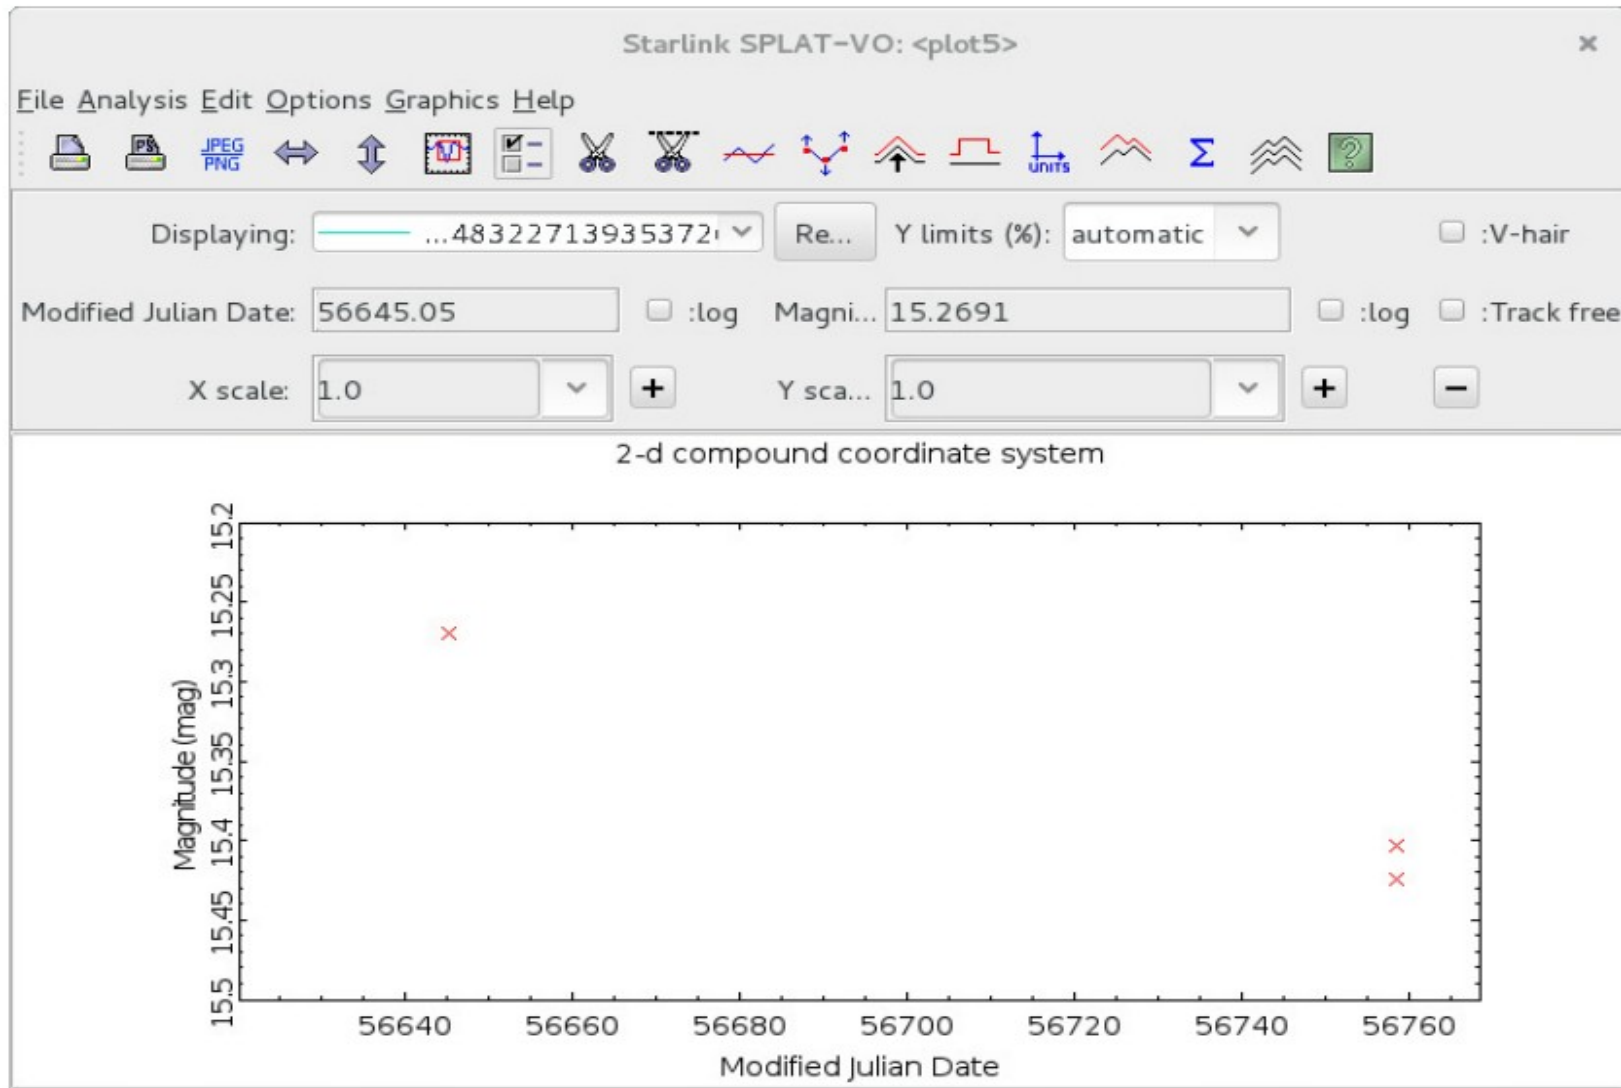 Starlink SPLAT-VO: <plot5>
File Analysis Edit Options Graphics Help
PS JPEG PNG UNITS Σ ?
Displaying: ...48322713935372 Re... Y limits (%): automatic :V-hair
Modified Julian Date: 56645.05 :log Magni... 15.2691 :log :Track free
X scale: 1.0 + Y sca... 1.0 + −
2-d compound coordinate system
15.2
15.25
15.3
15.35
15.4
15.45
15.5
Magnitude (mag)
56640 56660 56680 56700 56720 56740 56760
Modified Julian Date